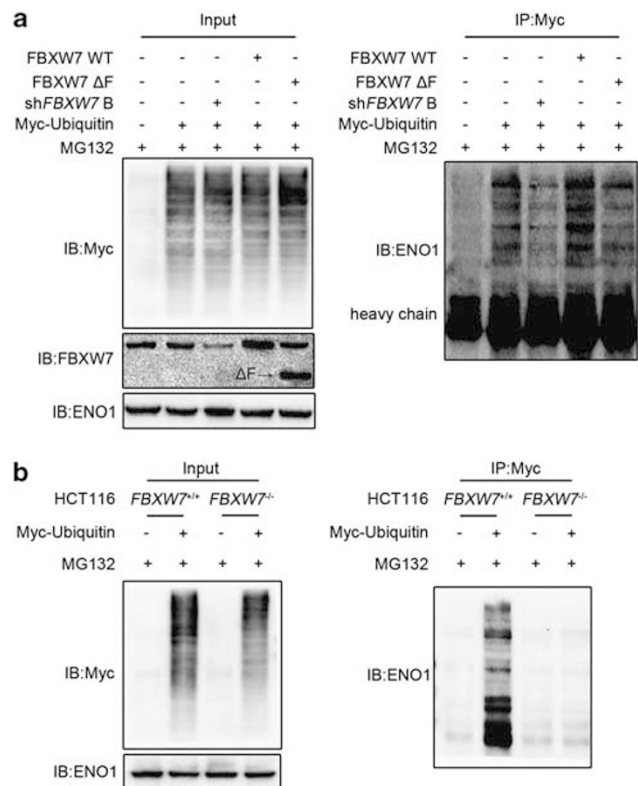 a
Input
FBXW7 WT - - - + -
FBXW7 ΔF - - - - +
shFBXW7 B - - + - -
Myc-Ubiquitin - + + + +
MG132 + + + + +
IB:Myc
IB:FBXW7
ΔF→
IB:ENO1
IP:Myc
FBXW7 WT - - - + -
FBXW7 ΔF - - - - +
shFBXW7 B - - + - -
Myc-Ubiquitin - + + + +
MG132 + + + + +
IB:ENO1
heavy chain
b
Input
HCT116 FBXW7+/+ FBXW7-/-
Myc-Ubiquitin - + - +
MG132 + + + +
IB:Myc
IB:ENO1
IP:Myc
HCT116 FBXW7+/+ FBXW7-/-
Myc-Ubiquitin - + - +
MG132 + + + +
IB:ENO1